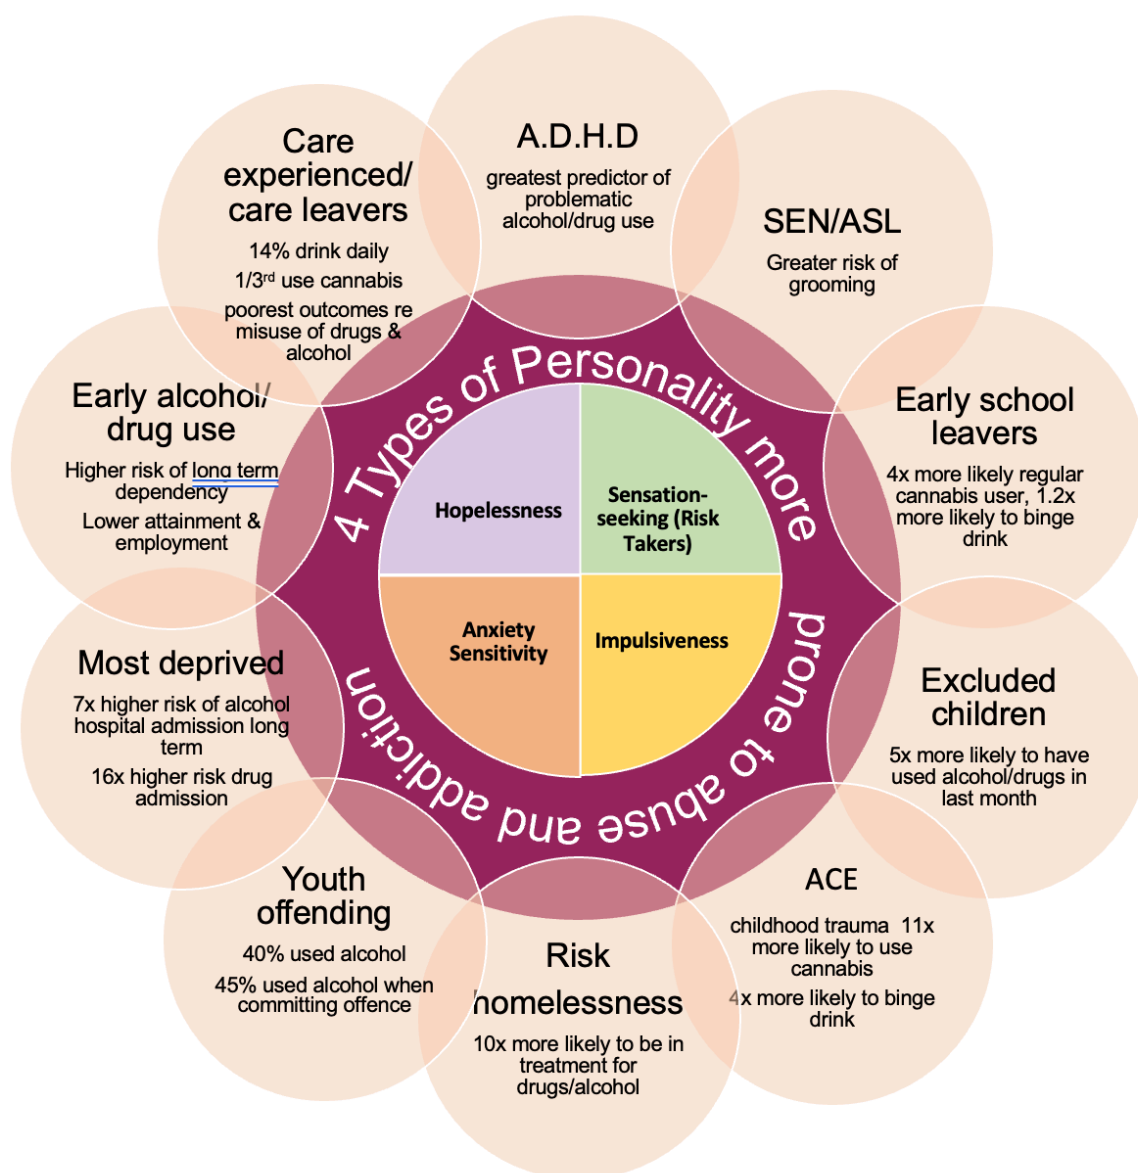 A.D.H.D
greatest predictor of
problematic
alcohol/drug use
SEN/ASL
Greater risk of
grooming
Early school
leavers
4x more likely regular
cannabis user, 1.2x
more likely to binge
drink
Excluded
children
5x more likely to have
used alcohol/drugs in
last month
ACE
childhood trauma 11x
more likely to use
cannabis
4x more likely to binge
drink
Risk
homelessness
10x more likely to be in
treatment for
drugs/alcohol
Youth
offending
40% used alcohol
45% used alcohol when
committing offence
Most deprived
7x higher risk of alcohol
hospital admission long
term
16x higher risk drug
admission
Early alcohol/
drug use
Higher risk of long term
dependency
Lower attainment &
employment
Care
experienced/
care leavers
14% drink daily
1/3rd use cannabis
poorest outcomes re
misuse of drugs &
alcohol
4 Types of Personality more
prone to abuse and addiction
Hopelessness
Sensation-
seeking (Risk
Takers)
Anxiety
Sensitivity
Impulsiveness